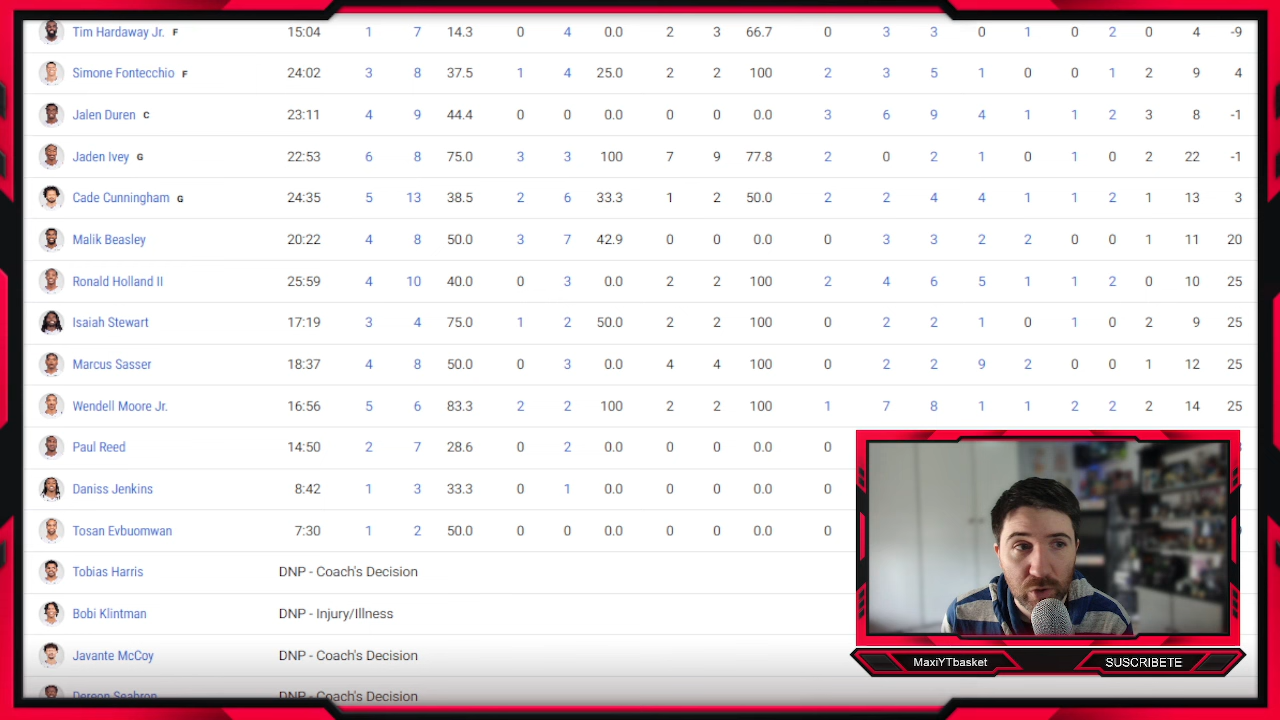 Tim Hardaway Jr. F 15:04 1 7 14.3 0 4 0.0 2 3 66.7 0 3 3 0 1 0 2 0 4 -9
Simone Fontecchio F 24:02 3 8 37.5 1 4 25.0 2 2 100 2 3 5 1 0 0 1 2 9 4
Jalen Duren C 23:11 4 9 44.4 0 0 0.0 0 0 0.0 3 6 9 4 1 1 2 3 8 -1
Jaden Ivey G 22:53 6 8 75.0 3 3 100 7 9 77.8 2 0 2 1 0 1 0 2 22 -1
Cade Cunningham G 24:35 5 13 38.5 2 6 33.3 1 2 50.0 2 2 4 4 1 1 2 1 13 3
Malik Beasley 20:22 4 8 50.0 3 7 42.9 0 0 0.0 0 3 3 2 2 0 0 1 11 20
Ronald Holland II 25:59 4 10 40.0 0 3 0.0 2 2 100 2 4 6 5 1 1 2 0 10 25
Isaiah Stewart 17:19 3 4 75.0 1 2 50.0 2 2 100 0 2 2 1 0 1 0 2 9 25
Marcus Sasser 18:37 4 8 50.0 0 3 0.0 4 4 100 0 2 2 9 2 0 0 1 12 25
Wendell Moore Jr. 16:56 5 6 83.3 2 2 100 2 2 100 1 7 8 1 1 2 2 2 14 25
Paul Reed 14:50 2 7 28.6 0 2 0.0 0 0 0.0 0
Daniss Jenkins 8:42 1 3 33.3 0 1 0.0 0 0 0.0 0
Tosan Evbuomwan 7:30 1 2 50.0 0 0 0.0 0 0 0.0 0
Tobias Harris DNP - Coach's Decision
Bobi Klintman DNP - Injury/Illness
Javante McCoy DNP - Coach's Decision
Dereon Seabron DNP - Coach's Decision
MaxiYTbasket
SUSCRIBETE